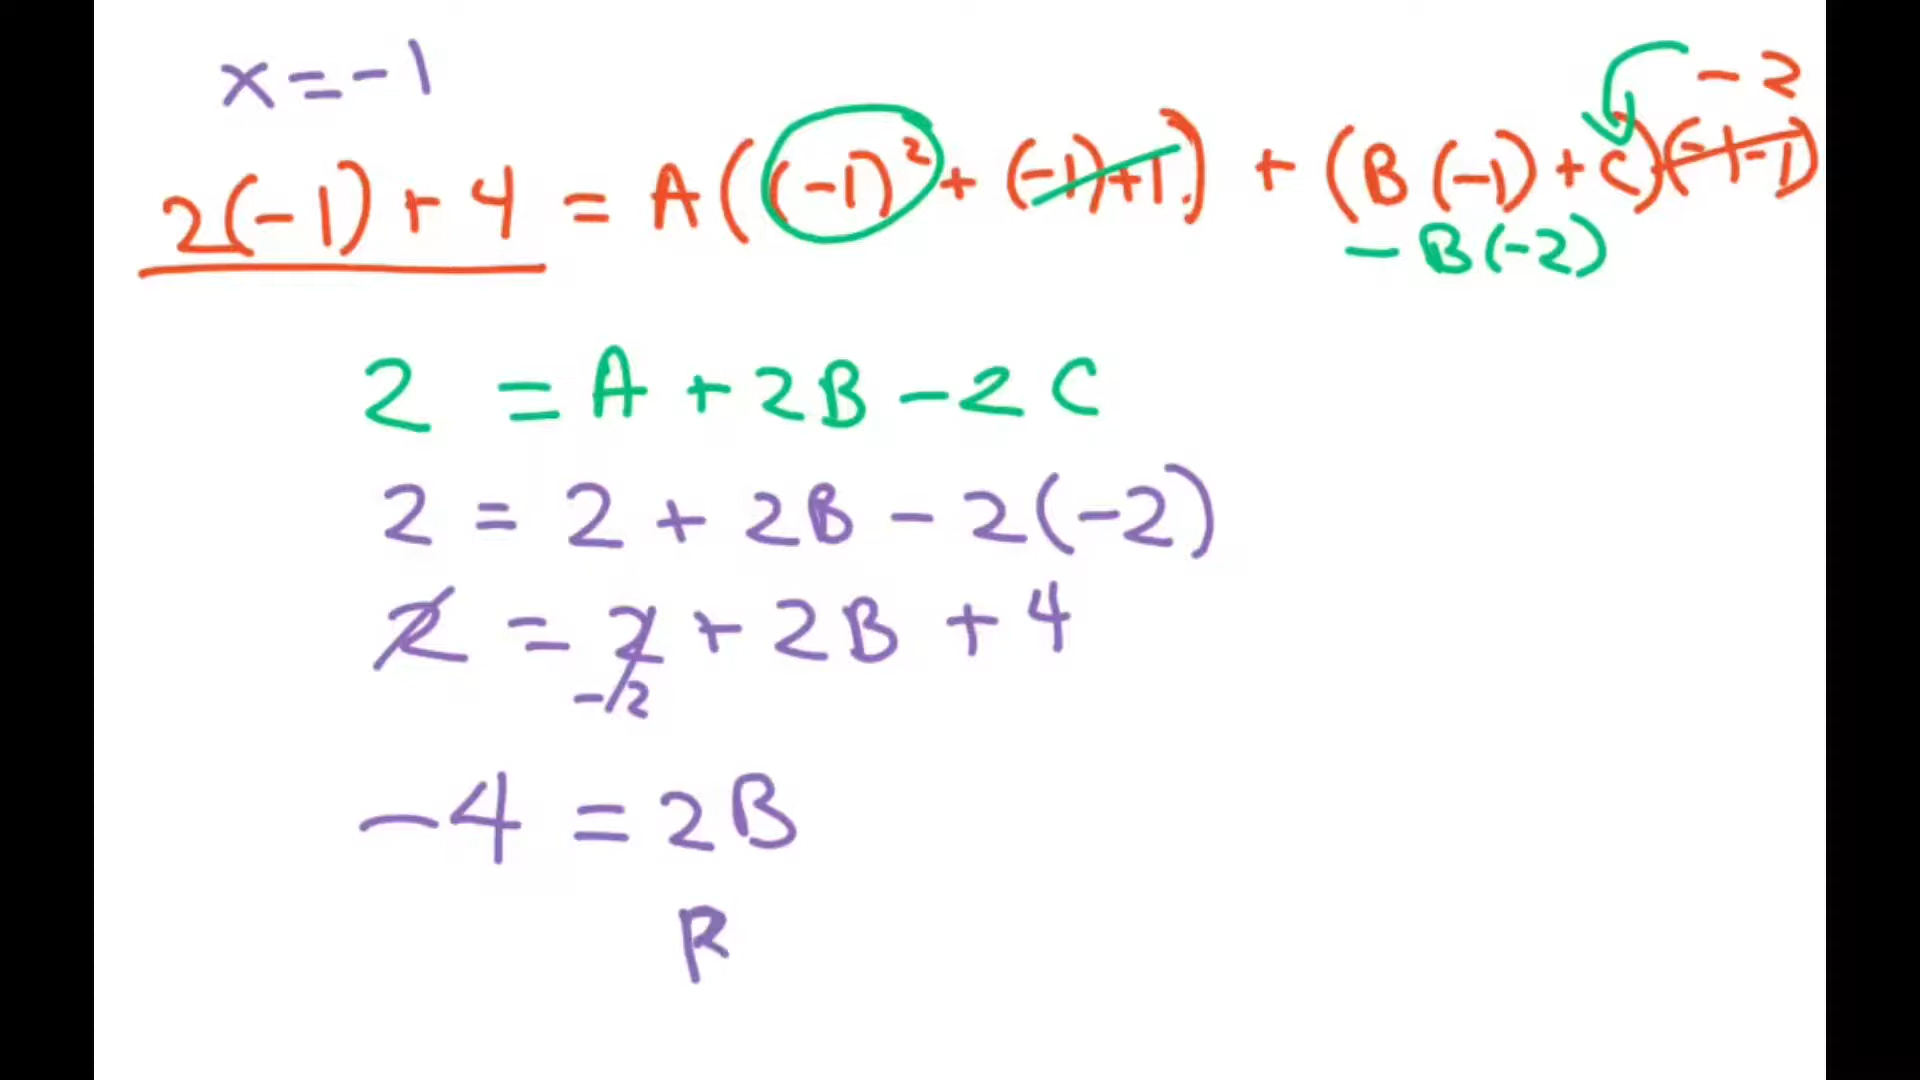 x = -1
-2
2(-1) + 4 = A((-1)² + (-1)+1) + (B(-1) + C)(-1-1)
-B(-2)
2 = A + 2B - 2C
2 = 2 + 2B - 2(-2)
2 = 2 + 2B + 4
-2
-4 = 2B